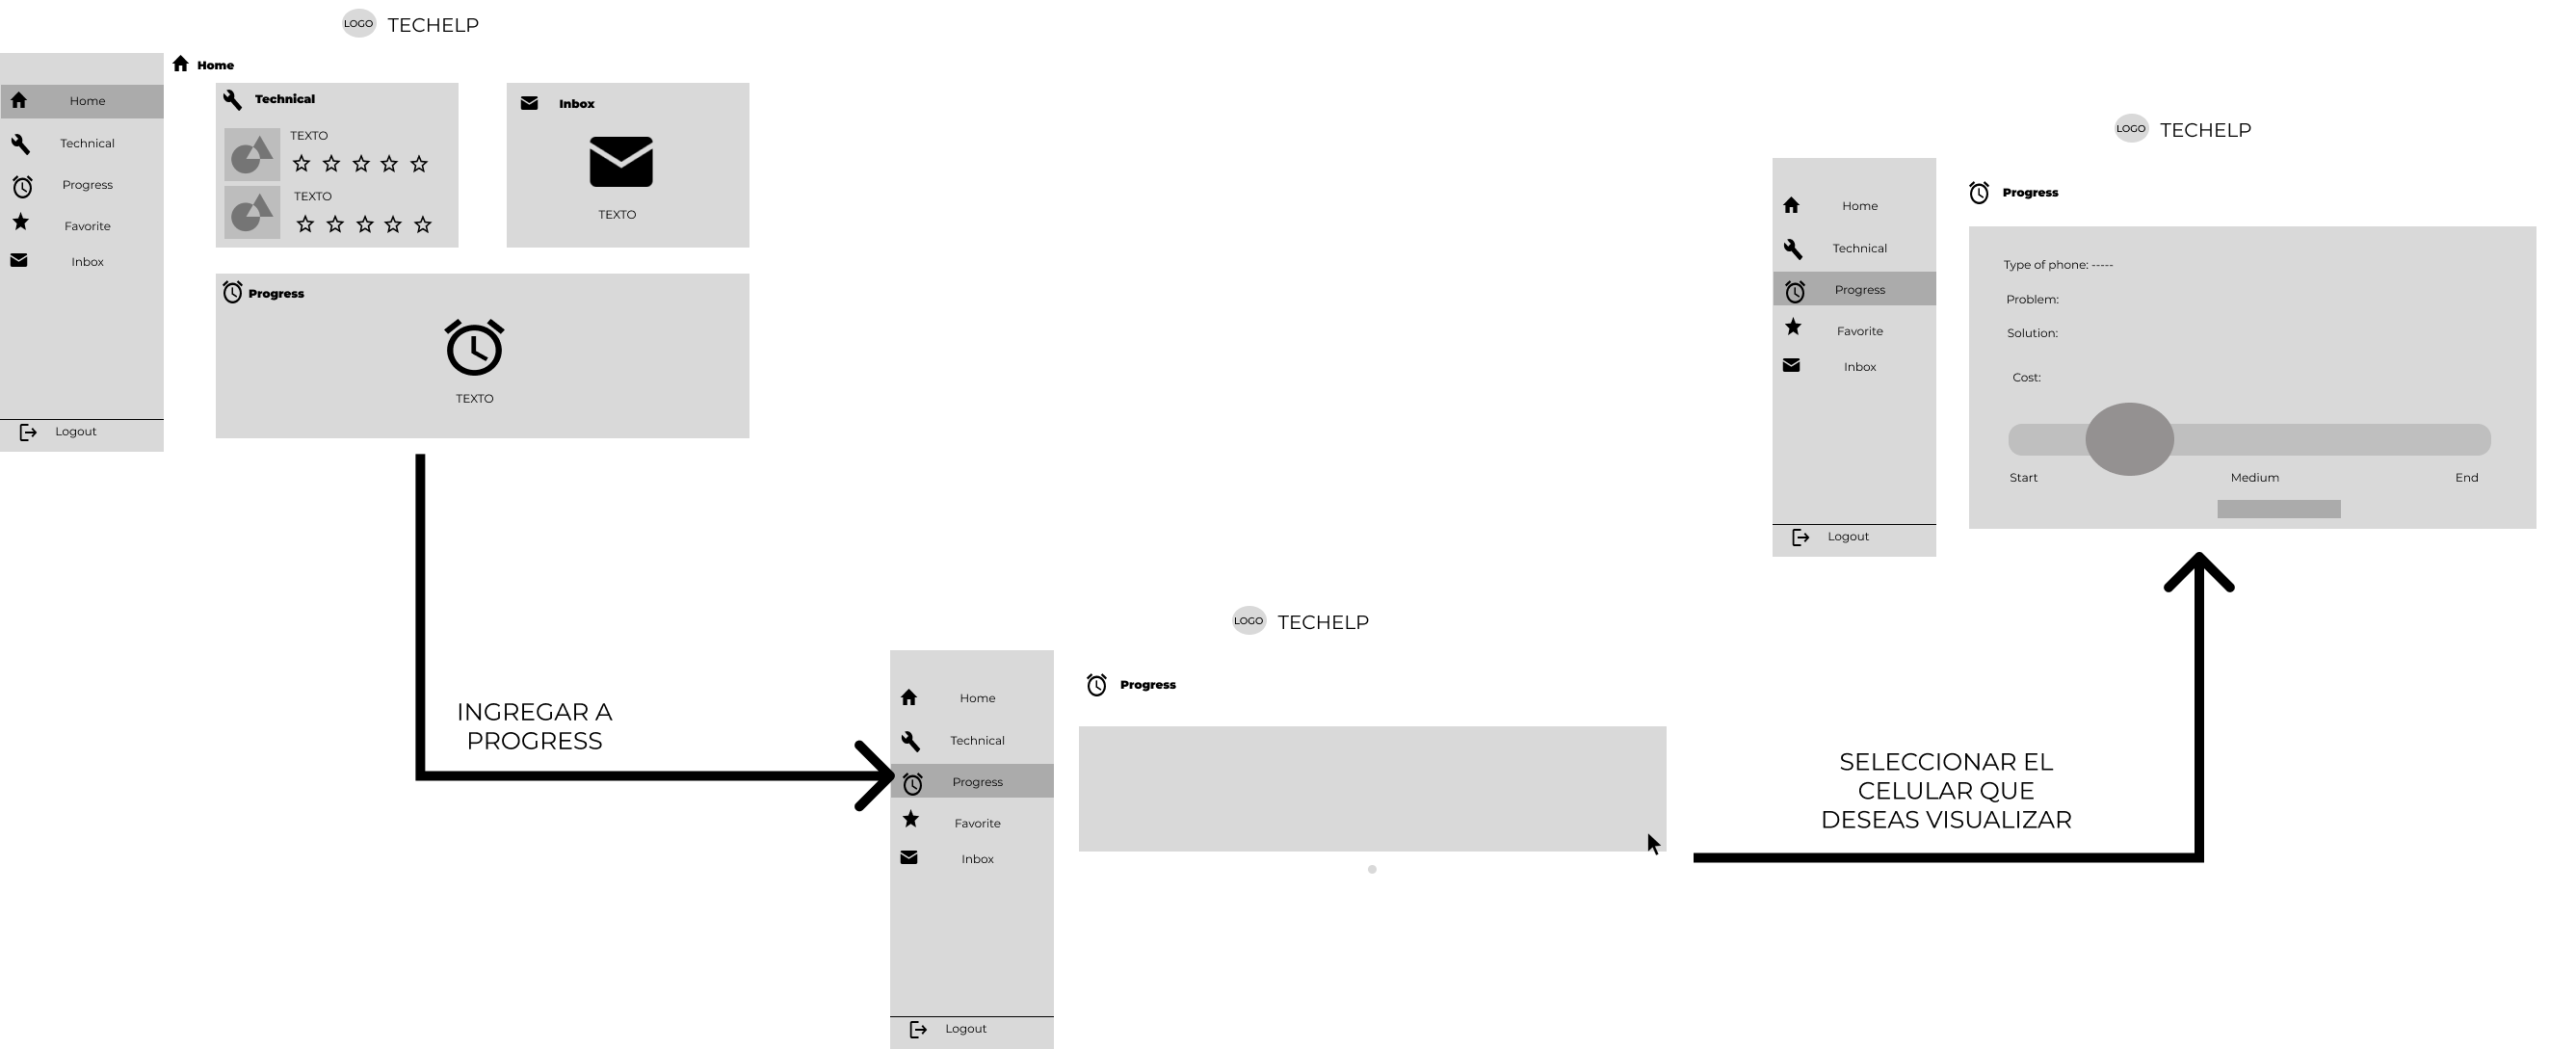 LOGO TECHELP
Home
Home
Technical
Progress
Favorite
Inbox
Logout
Technical
TEXTO
TEXTO
Inbox
TEXTO
Progress
TEXTO
INGREGAR A
PROGRESS
LOGO TECHELP
Home
Technical
Progress
Favorite
Inbox
Logout
Progress
SELECCIONAR EL
CELULAR QUE
DESEAS VISUALIZAR
LOGO TECHELP
Home
Technical
Progress
Favorite
Inbox
Logout
Progress
Type of phone: -----
Problem:
Solution:
Cost:
Start Medium End